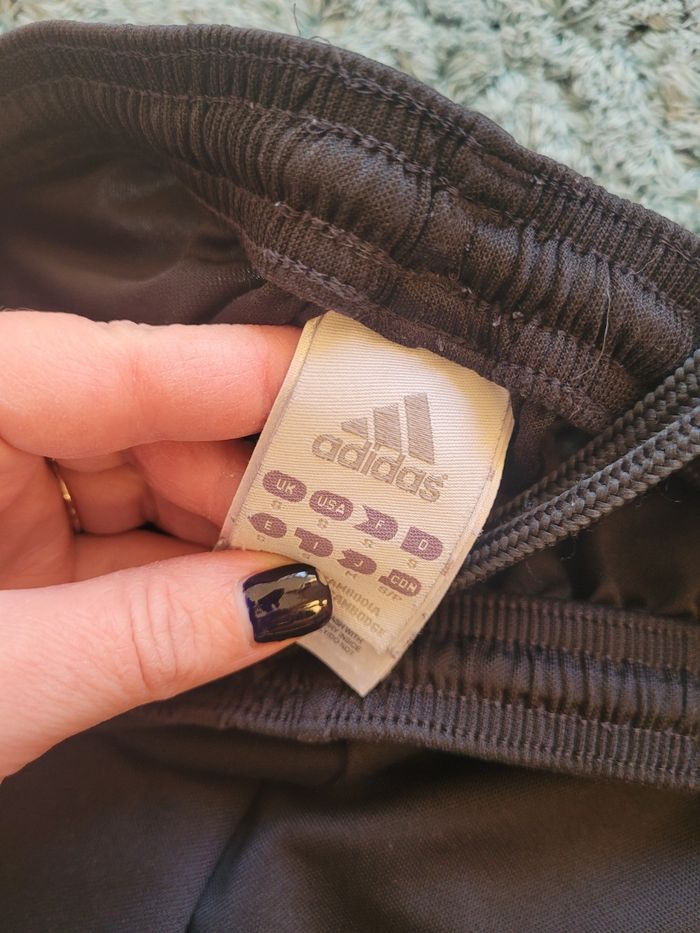 adidas
UK USA F D
S S S S
E I J CDN
S S M S/P
CAMBODIA
CAMBODGE